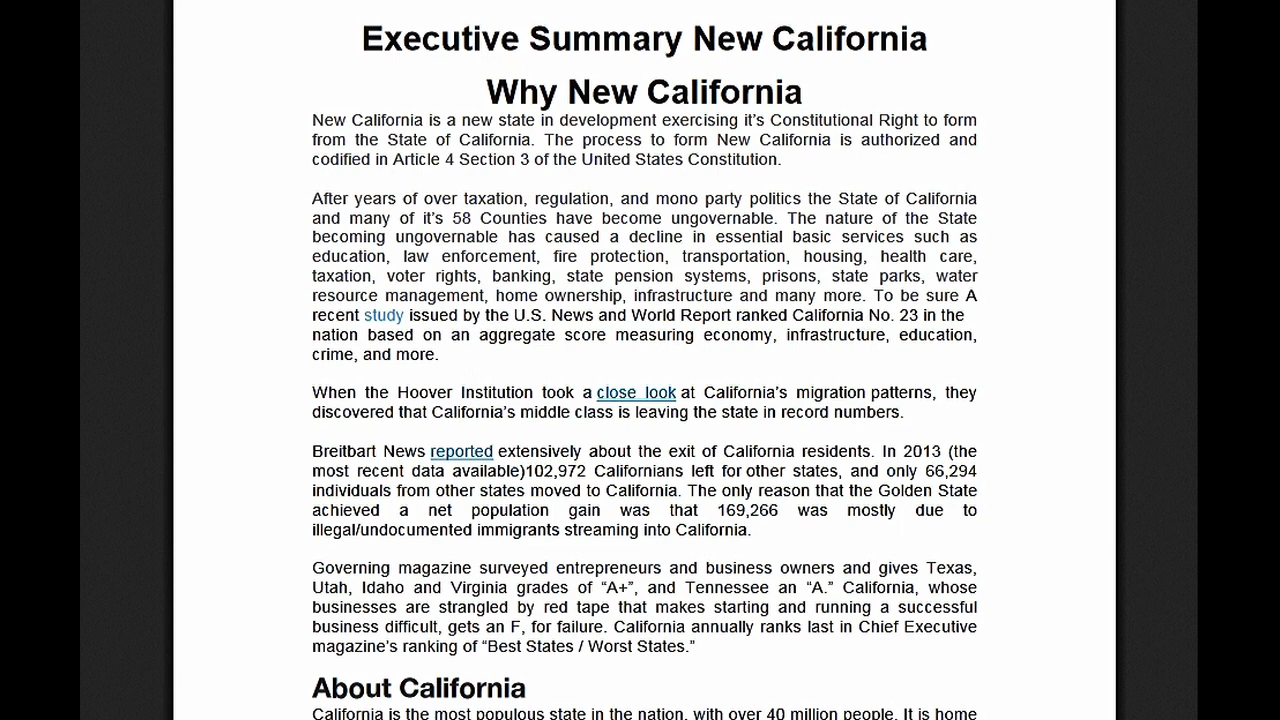 Executive Summary New California
Why New California
New California is a new state in development exercising it's Constitutional Right to form
from the State of California. The process to form New California is authorized and
codified in Article 4 Section 3 of the United States Constitution.
After years of over taxation, regulation, and mono party politics the State of California
and many of it's 58 Counties have become ungovernable. The nature of the State
becoming ungovernable has caused a decline in essential basic services such as
education, law enforcement, fire protection, transportation, housing, health care,
taxation, voter rights, banking, state pension systems, prisons, state parks, water
resource management, home ownership, infrastructure and many more. To be sure A
recent study issued by the U.S. News and World Report ranked California No. 23 in the
nation based on an aggregate score measuring economy, infrastructure, education,
crime, and more.
When the Hoover Institution took a close look at California's migration patterns, they
discovered that California's middle class is leaving the state in record numbers.
Breitbart News reported extensively about the exit of California residents. In 2013 (the
most recent data available)102,972 Californians left for other states, and only 66,294
individuals from other states moved to California. The only reason that the Golden State
achieved a net population gain was that 169,266 was mostly due to
illegal/undocumented immigrants streaming into California.
Governing magazine surveyed entrepreneurs and business owners and gives Texas,
Utah, Idaho and Virginia grades of “A+”, and Tennessee an “A.” California, whose
businesses are strangled by red tape that makes starting and running a successful
business difficult, gets an F, for failure. California annually ranks last in Chief Executive
magazine's ranking of “Best States / Worst States.”
About California
California is the most populous state in the nation, with over 40 million people. It is home